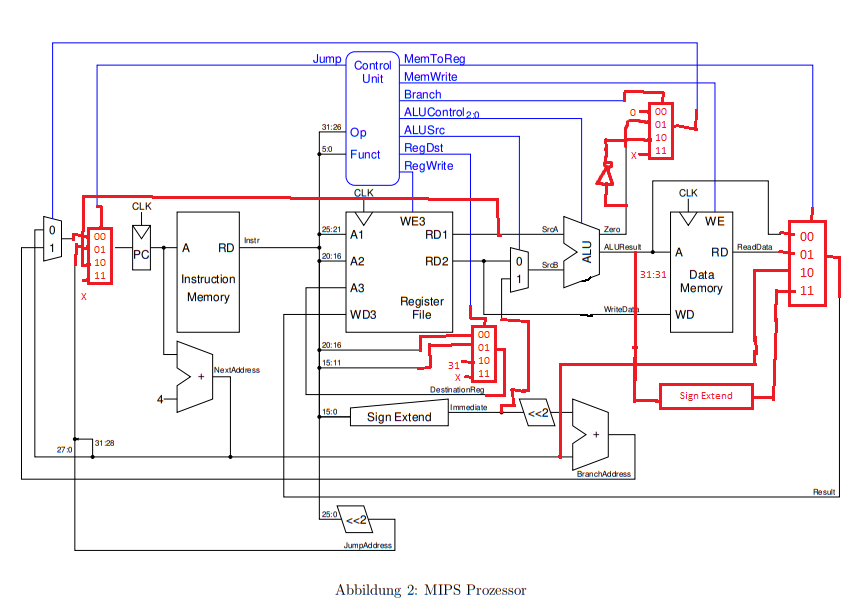 Jump
Control
Unit
MemToReg
MemWrite
Branch
ALUControl2:0
ALUSrc
RegDst
RegWrite
31:26
Op
5:0
Funct
0
00
01
10
11
X
CLK
CLK
CLK
0
1
00
01
10
11
X
PC
A
RD
Instr
Instruction
Memory
25:21
A1
20:16
A2
A3
WD3
WE3
RD1
RD2
Register
File
SrcA
SrcB
0
1
ALU
Zero
ALUResult
31:31
WriteData
WE
A
RD
Data
Memory
WD
ReadData
00
01
10
11
20:16
15:11
00
01
10
11
31
X
DestinationReg
4
+
NextAddress
15:0
Sign Extend
Immediate
<<2
+
BranchAddress
Sign Extend
27:0
31:28
Result
25:0
<<2
JumpAddress
Abbildung 2: MIPS Prozessor